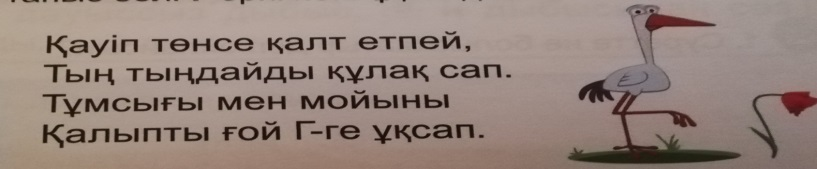 Қауіп төнсе қалт етпей,
Тың тыңдайды құлақ сап.
Тұмсығы мен мойыны
Қалыпты ғой Г-ге ұқсап.